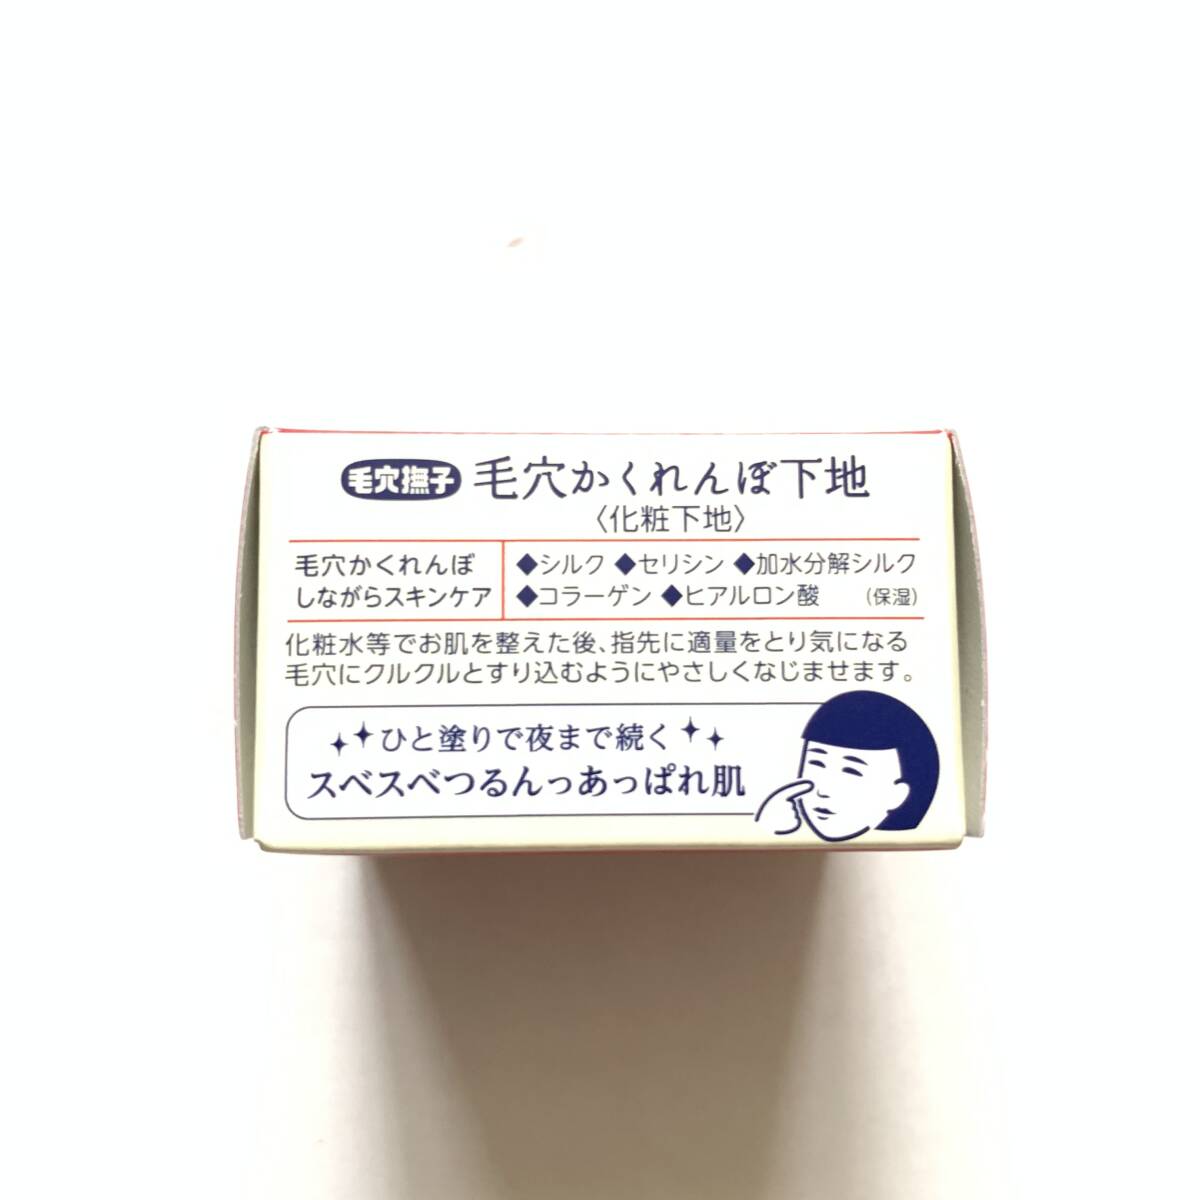 毛穴撫子 毛穴かくれんぼ下地
〈化粧下地〉
毛穴かくれんぼ
しながらスキンケア
◆シルク ◆セリシン ◆加水分解シルク
◆コラーゲン ◆ヒアルロン酸 (保湿)
化粧水等でお肌を整えた後、指先に適量をとり気になる
毛穴にクルクルとすり込むようにやさしくなじませます。
ひと塗りで夜まで続く
スベスベつるんっあっぱれ肌